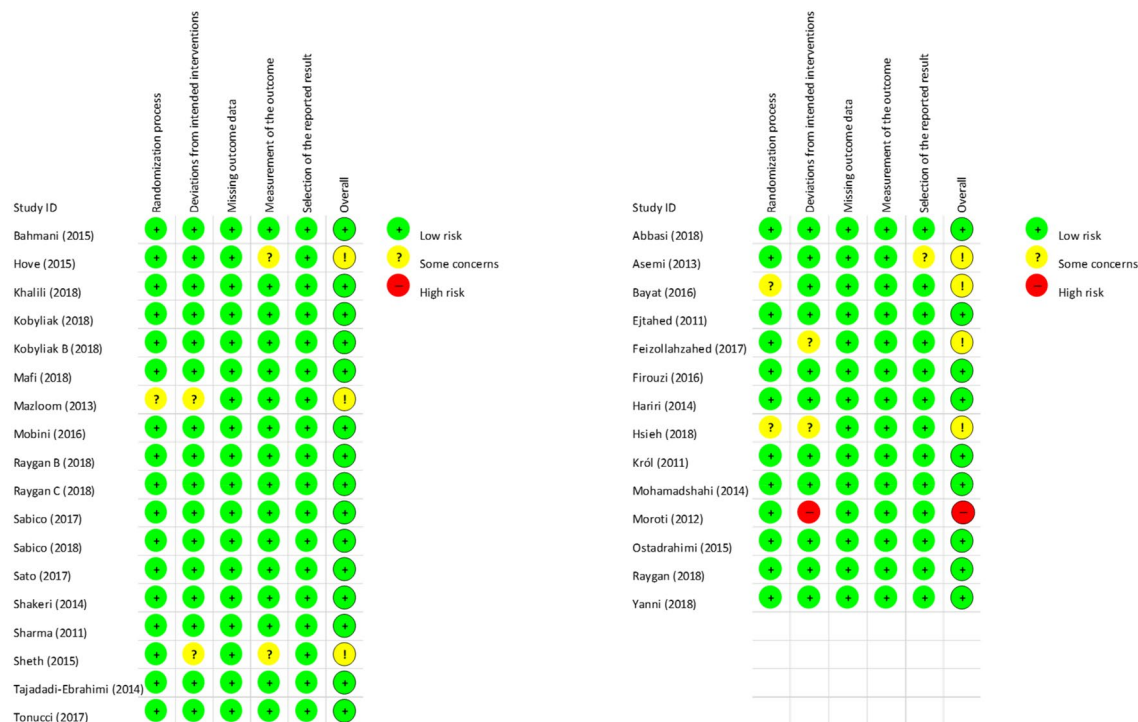 Randomization process
Deviations from intended interventions
Missing outcome data
Measurement of the outcome
Selection of the reported result
Overall
Study ID
Bahmani (2015) + + + + + +
Hove (2015) + + + ? + !
Khalili (2018) + + + + + +
Kobyliak (2018) + + + + + +
Kobyliak B (2018) + + + + + +
Mafi (2018) + + + + + +
Mazloom (2013) ? ? + + + !
Mobini (2016) + + + + + +
Raygan B (2018) + + + + + +
Raygan C (2018) + + + + + +
Sabico (2017) + + + + + +
Sabico (2018) + + + + + +
Sato (2017) + + + + + +
Shakeri (2014) + + + + + +
Sharma (2011) + + + + + +
Sheth (2015) + ? + ? + !
Tajadadi-Ebrahimi (2014) + + + + + +
Tonucci (2017) + + + + + +
+ Low risk
? Some concerns
− High risk
Randomization process
Deviations from intended interventions
Missing outcome data
Measurement of the outcome
Selection of the reported result
Overall
Study ID
Abbasi (2018) + + + + + +
Asemi (2013) + + + + ? !
Bayat (2016) ? + + + + !
Ejtahed (2011) + + + + + +
Feizollahzahed (2017) + ? + + + !
Firouzi (2016) + + + + + +
Hariri (2014) + + + + + +
Hsieh (2018) ? ? + + + !
Król (2011) + + + + + +
Mohamadshahi (2014) + + + + + +
Moroti (2012) + − + + + −
Ostadrahimi (2015) + + + + + +
Raygan (2018) + + + + + +
Yanni (2018) + + + + + +
+ Low risk
? Some concerns
− High risk